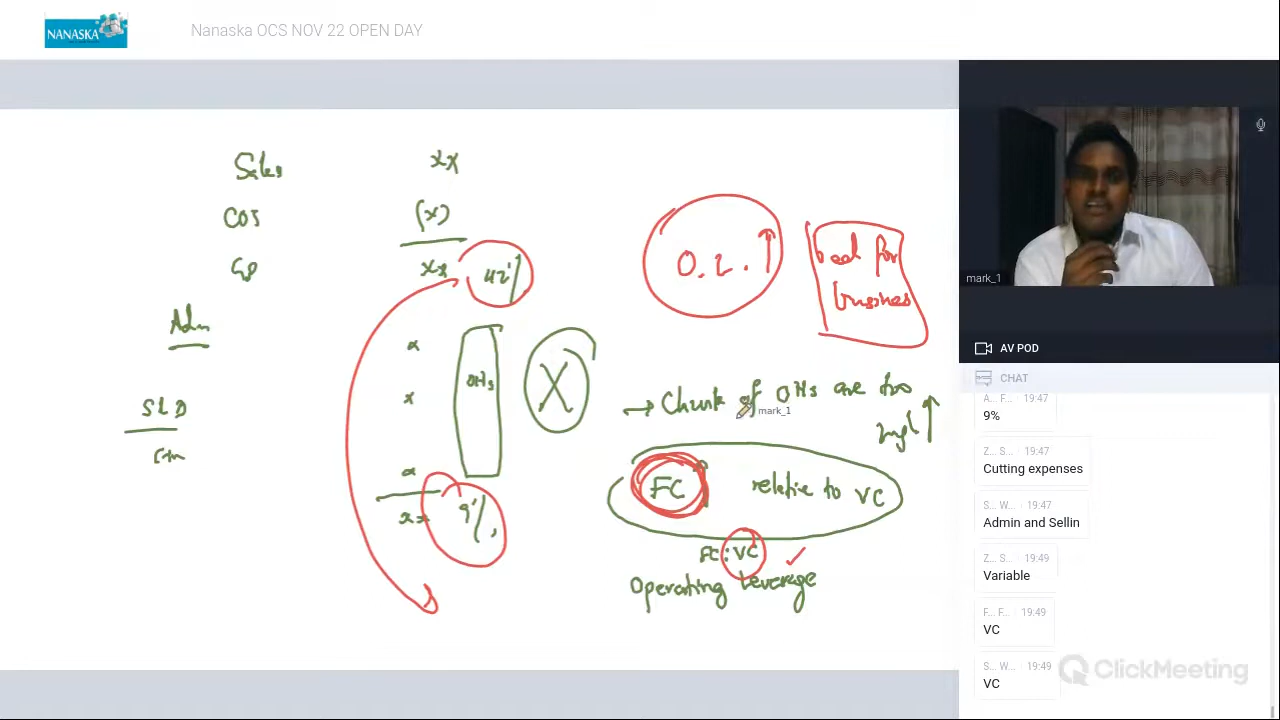 NANASKA
Nanaska OCS NOV 22 OPEN DAY
Sales xx
COS (x)
GP xx 42%
Adm
x
OHs
x
S&D
x
xx 9%
X
O.L. ↑
bad for
business
→ Chunk of OHs are too
high ↑
mark_1
FC relative to VC
FC : VC ✓
Operating Leverage
mark_1
AV POD
CHAT
A... F... 19:47
9%
Z... S... 19:47
Cutting expenses
S... W... 19:47
Admin and Sellin
Z... S... 19:49
Variable
F... F... 19:49
VC
S... W... 19:49
VC
ClickMeeting